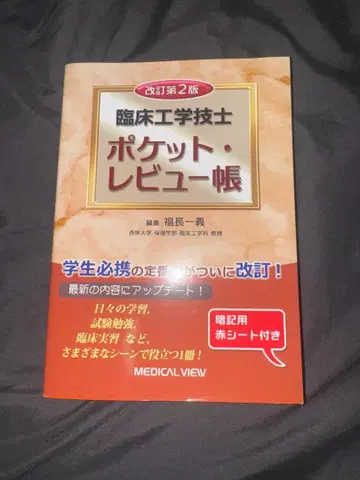 改訂第2版
臨床工学技士
ポケット・
レビュー帳
編集 福長一義
杏林大学 保健学部 臨床工学科 教授
学生必携の定番 がついに改訂！
最新の内容にアップデート！
日々の学習，
試験勉強，
臨床実習 など，
さまざまなシーンで役立つ1冊！
暗記用
赤シート付き
MEDICAL VIEW